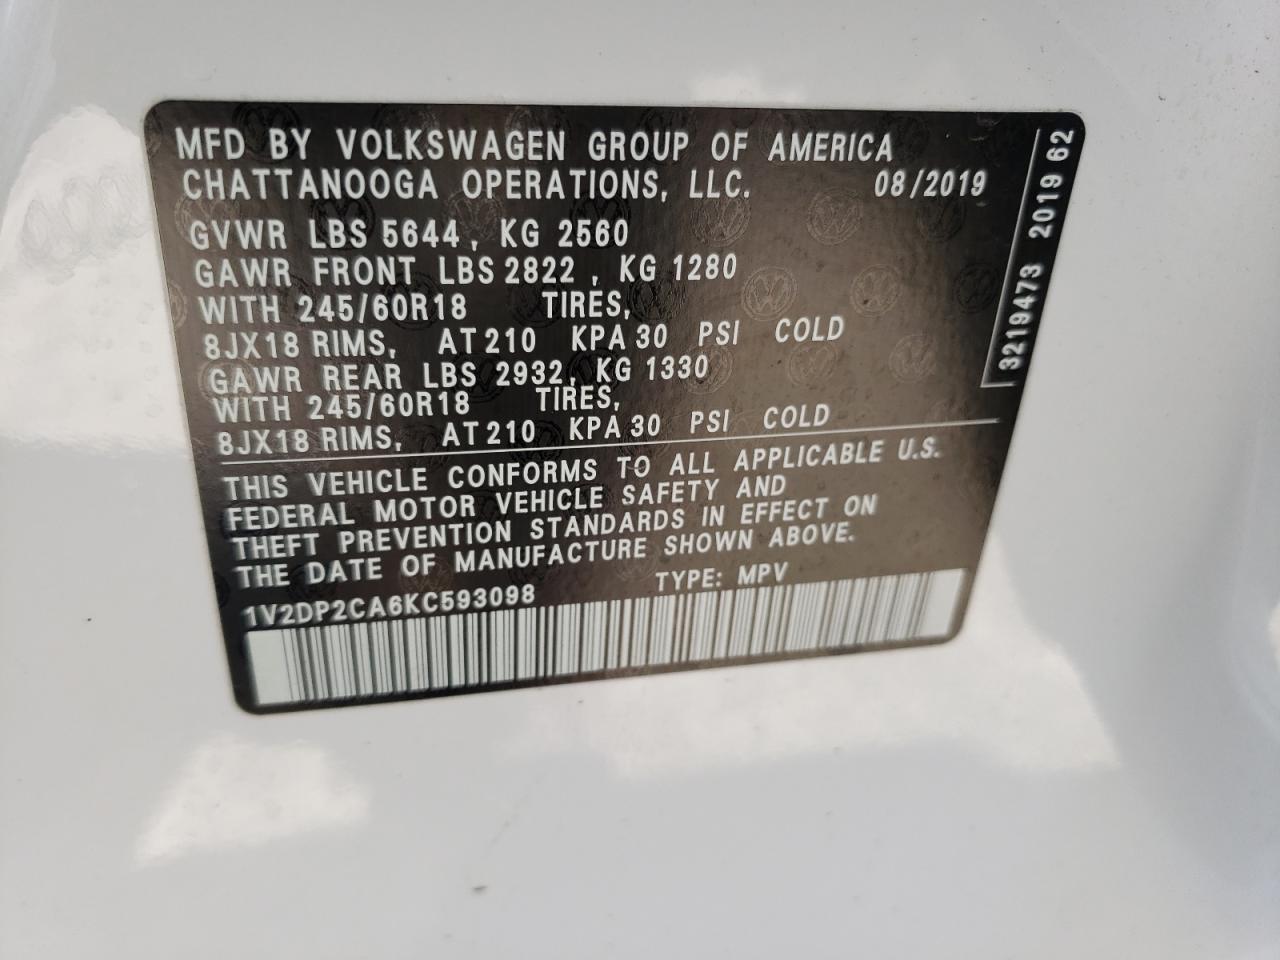 MFD BY VOLKSWAGEN GROUP OF AMERICA
CHATTANOOGA OPERATIONS, LLC. 08/2019
GVWR LBS 5644, KG 2560
GAWR FRONT LBS 2822, KG 1280
WITH 245/60R18 TIRES,
8JX18 RIMS, AT 210 KPA 30 PSI COLD
GAWR REAR LBS 2932, KG 1330
WITH 245/60R18 TIRES,
8JX18 RIMS, AT 210 KPA 30 PSI COLD
THIS VEHICLE CONFORMS TO ALL APPLICABLE U.S.
FEDERAL MOTOR VEHICLE SAFETY AND
THEFT PREVENTION STANDARDS IN EFFECT ON
THE DATE OF MANUFACTURE SHOWN ABOVE.
1V2DP2CA6KC593098 TYPE: MPV
3219473 2019 62